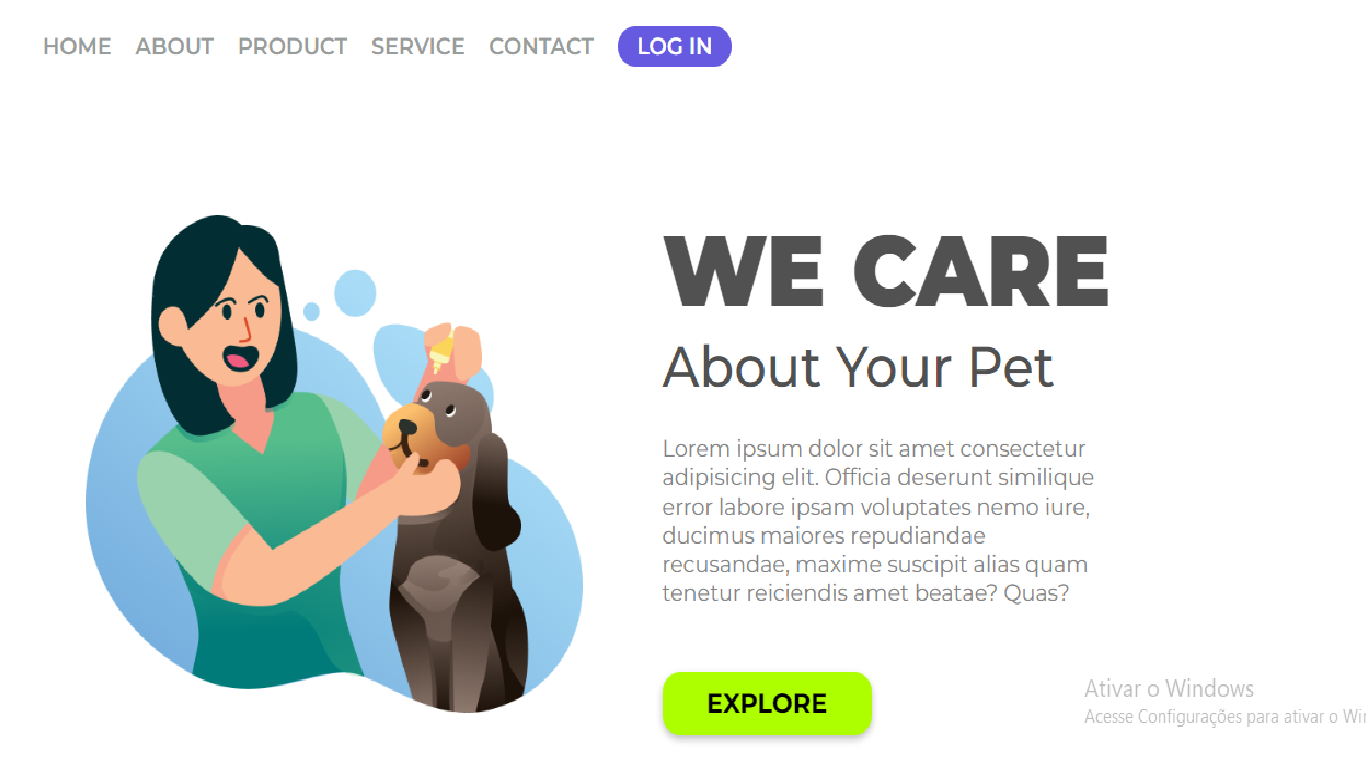 HOME ABOUT PRODUCT SERVICE CONTACT LOG IN
WE CARE
About Your Pet
Lorem ipsum dolor sit amet consectetur
adipisicing elit. Officia deserunt similique
error labore ipsam voluptates nemo iure,
ducimus maiores repudiandae
recusandae, maxime suscipit alias quam
tenetur reiciendis amet beatae? Quas?
EXPLORE
Ativar o Windows
Acesse Configurações para ativar o Win